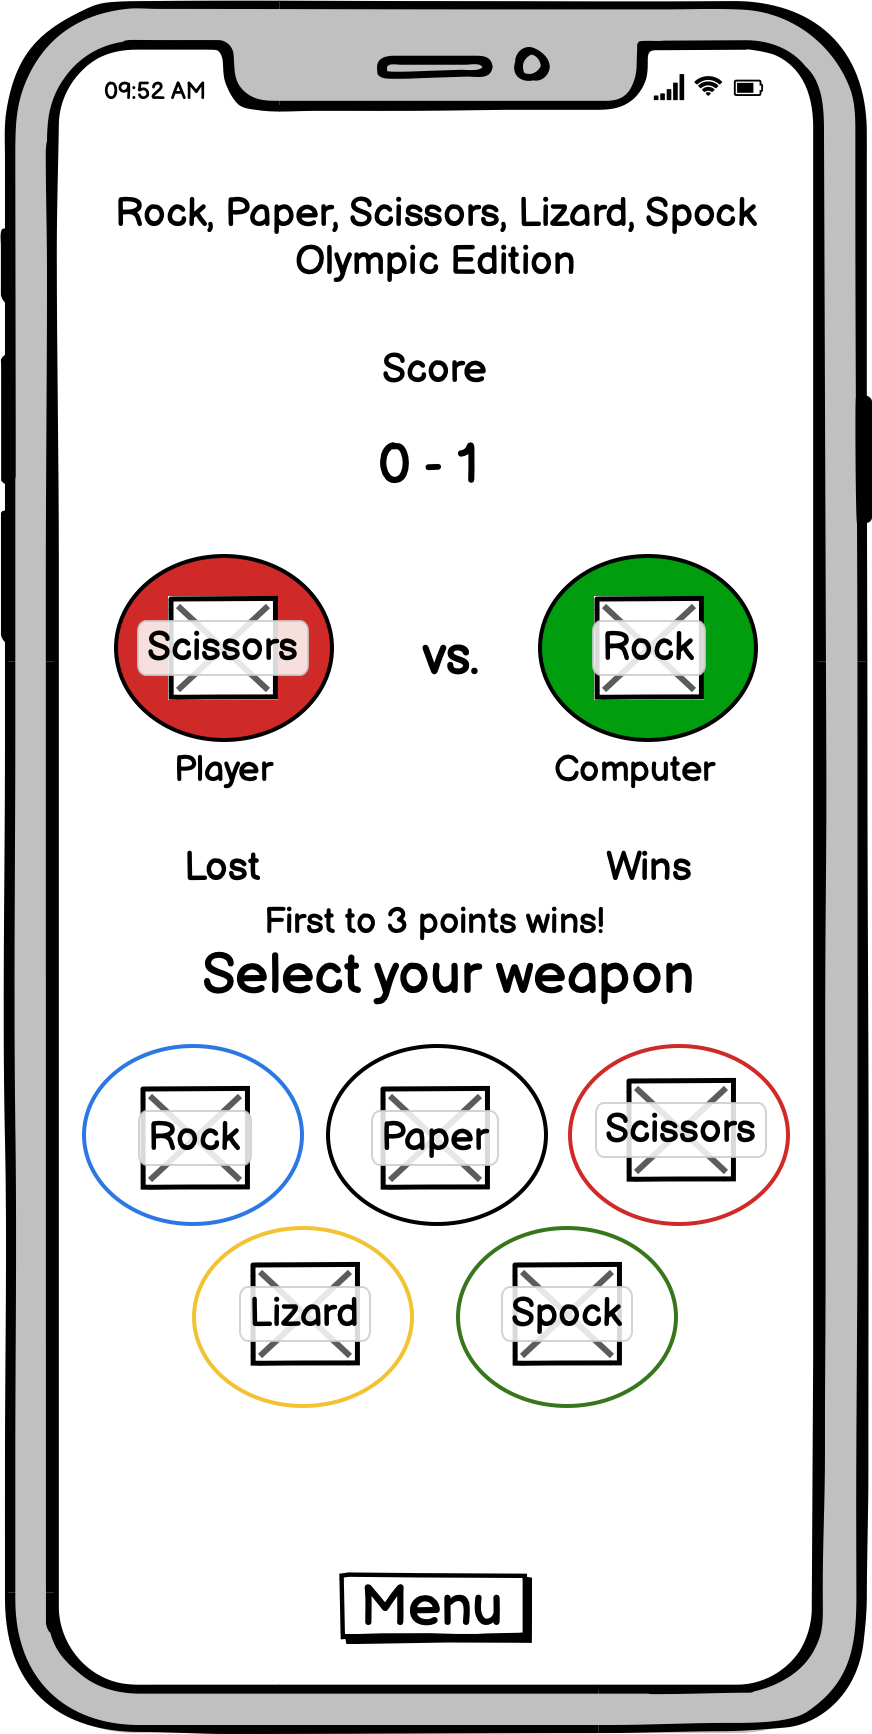 09:52 AM
Rock, Paper, Scissors, Lizard, Spock
Olympic Edition
Score
0 - 1
Scissors
vs.
Rock
Player
Computer
Lost
Wins
First to 3 points wins!
Select your weapon
Rock
Paper
Scissors
Lizard
Spock
Menu